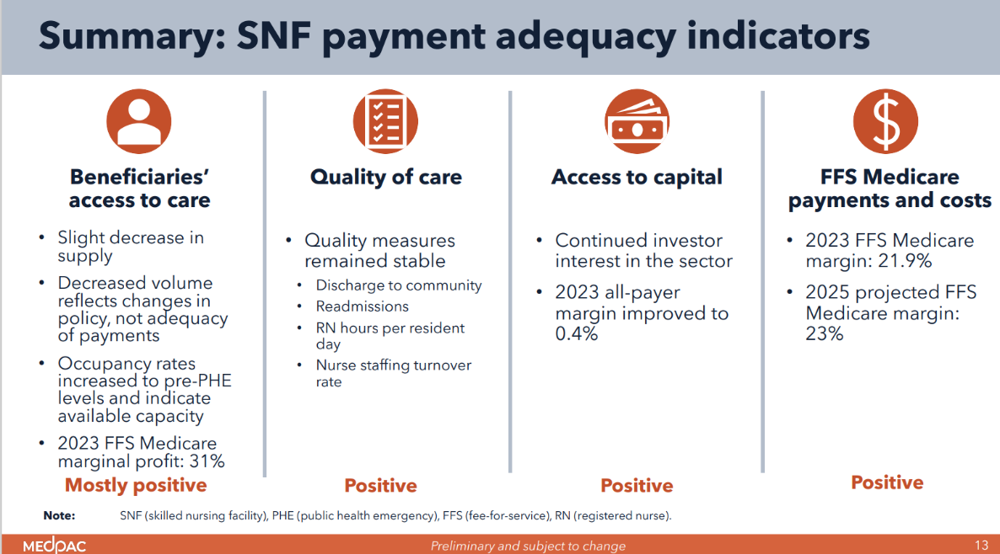 Summary: SNF payment adequacy indicators
Beneficiaries’
access to care
• Slight decrease in
supply
• Decreased volume
reflects changes in
policy, not adequacy
of payments
• Occupancy rates
increased to pre-PHE
levels and indicate
available capacity
• 2023 FFS Medicare
marginal profit: 31%
Mostly positive
Quality of care
• Quality measures
remained stable
• Discharge to community
• Readmissions
• RN hours per resident
day
• Nurse staffing turnover
rate
Positive
Access to capital
• Continued investor
interest in the sector
• 2023 all-payer
margin improved to
0.4%
Positive
FFS Medicare
payments and costs
• 2023 FFS Medicare
margin: 21.9%
• 2025 projected FFS
Medicare margin:
23%
Positive
Note: SNF (skilled nursing facility), PHE (public health emergency), FFS (fee-for-service), RN (registered nurse).
MEDPAC Preliminary and subject to change 13